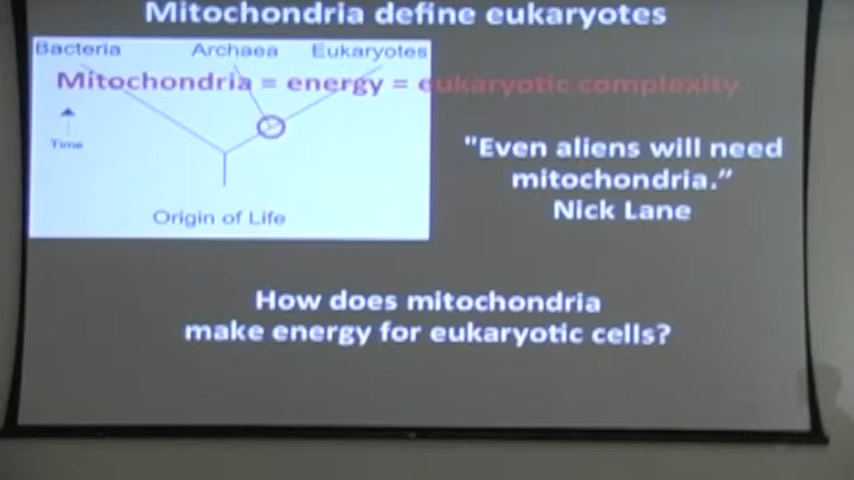 Mitochondria define eukaryotes
Bacteria Archaea Eukaryotes
Mitochondria = energy = eukaryotic complexity
Time
"Even aliens will need
mitochondria."
Nick Lane
Origin of Life
How does mitochondria
make energy for eukaryotic cells?